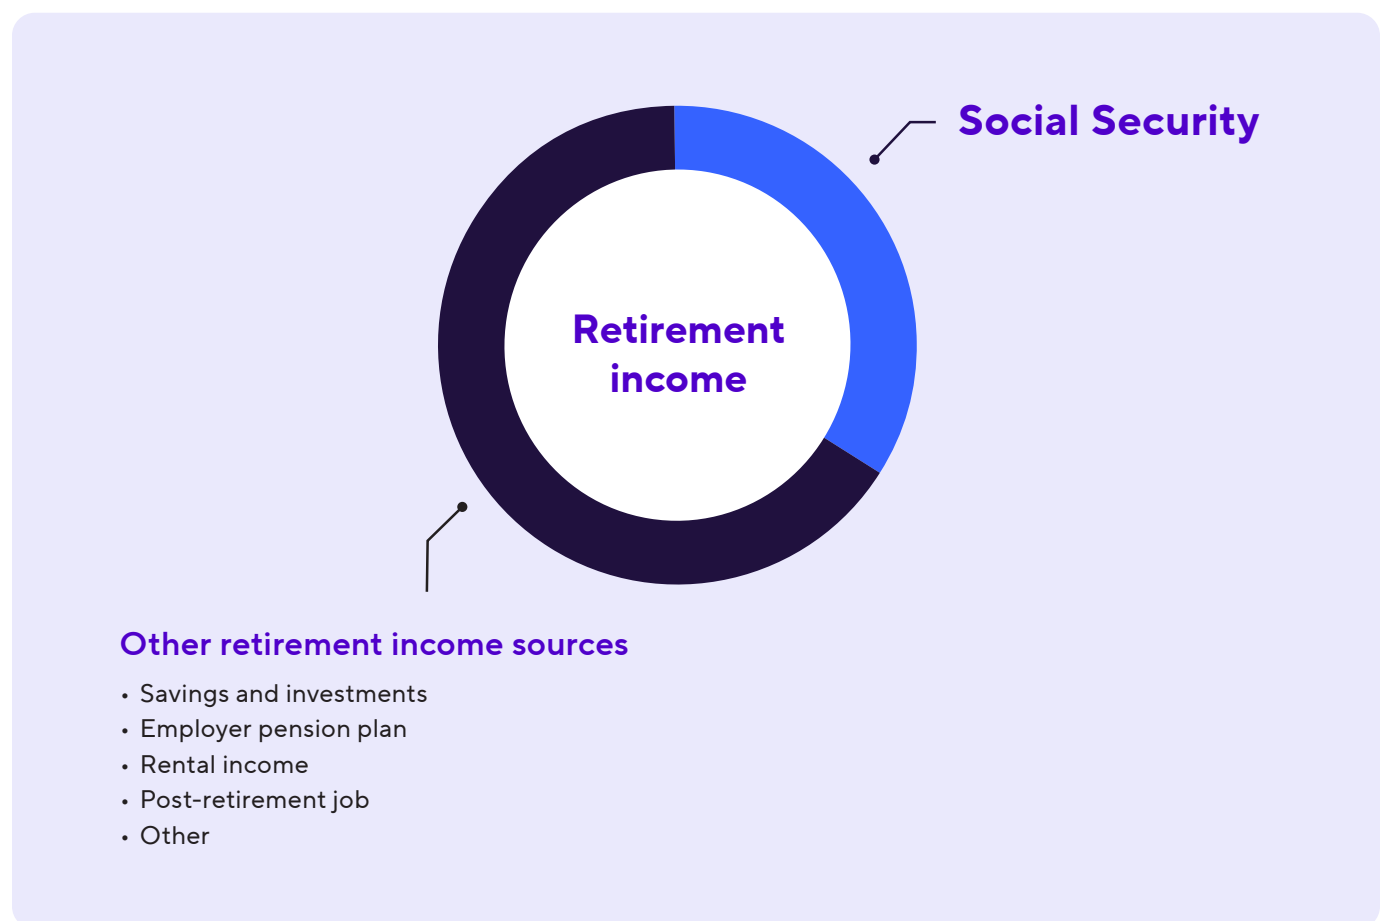 Social Security
Retirement
income
Other retirement income sources
• Savings and investments
• Employer pension plan
• Rental income
• Post-retirement job
• Other